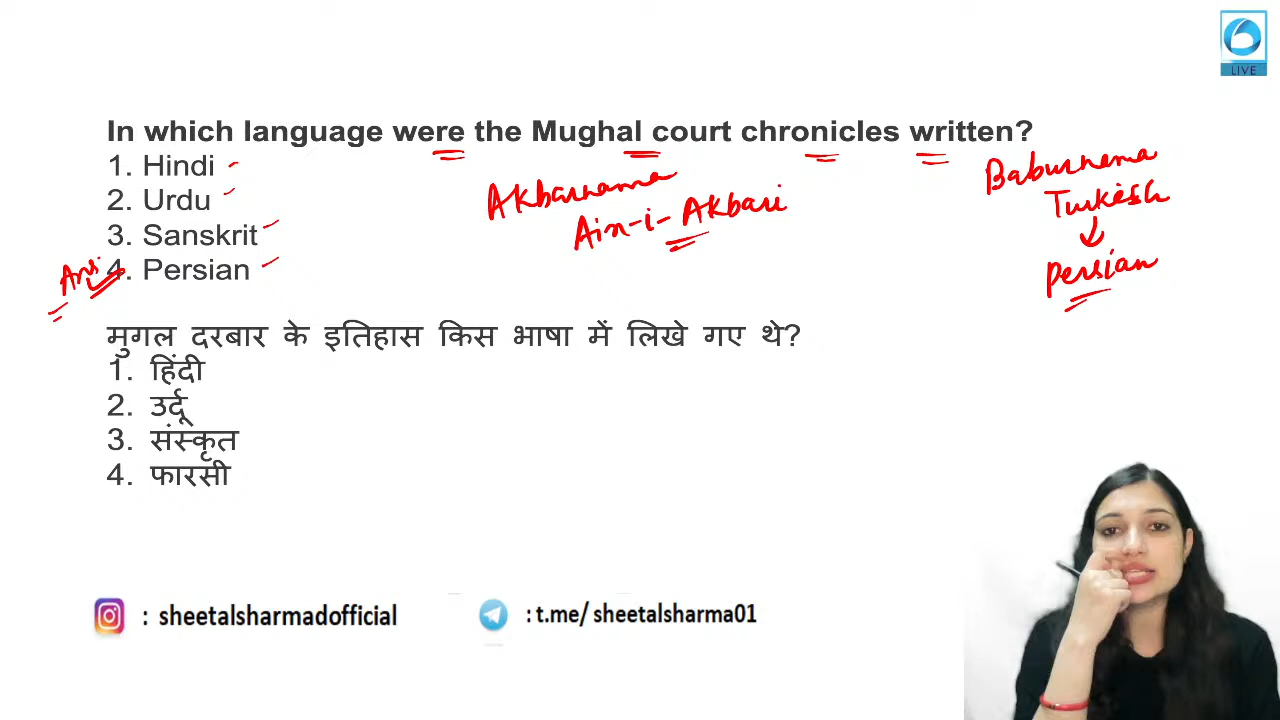 LIVE
In which language were the Mughal court chronicles written?
1. Hindi
2. Urdu
3. Sanskrit
4. Persian
Ans.
Akbarnama
Ain-i-Akbari
Baburnama
Turkish
Persian
मुगल दरबार के इतिहास किस भाषा में लिखे गए थे?
1. हिंदी
2. उर्दू
3. संस्कृत
4. फारसी
: sheetalsharmadofficial
: t.me/ sheetalsharma01